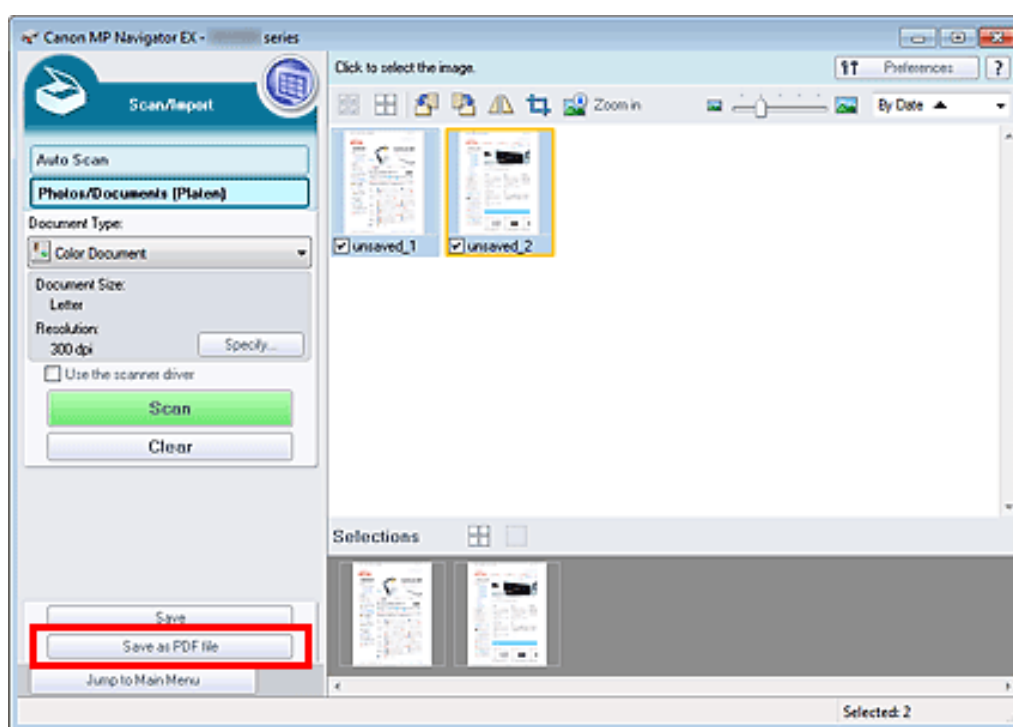 Canon MP Navigator EX - series
Scan/Import
Auto Scan
Photos/Documents (Platen)
Document Type:
Color Document
Document Size:
Letter
Resolution:
300 dpi
Specify...
Use the scanner driver
Scan
Clear
Save
Save as PDF file
Jump to Main Menu
Click to select the image.
Preferences
?
Zoom in
By Date
unsaved_1
unsaved_2
Selections
Selected: 2